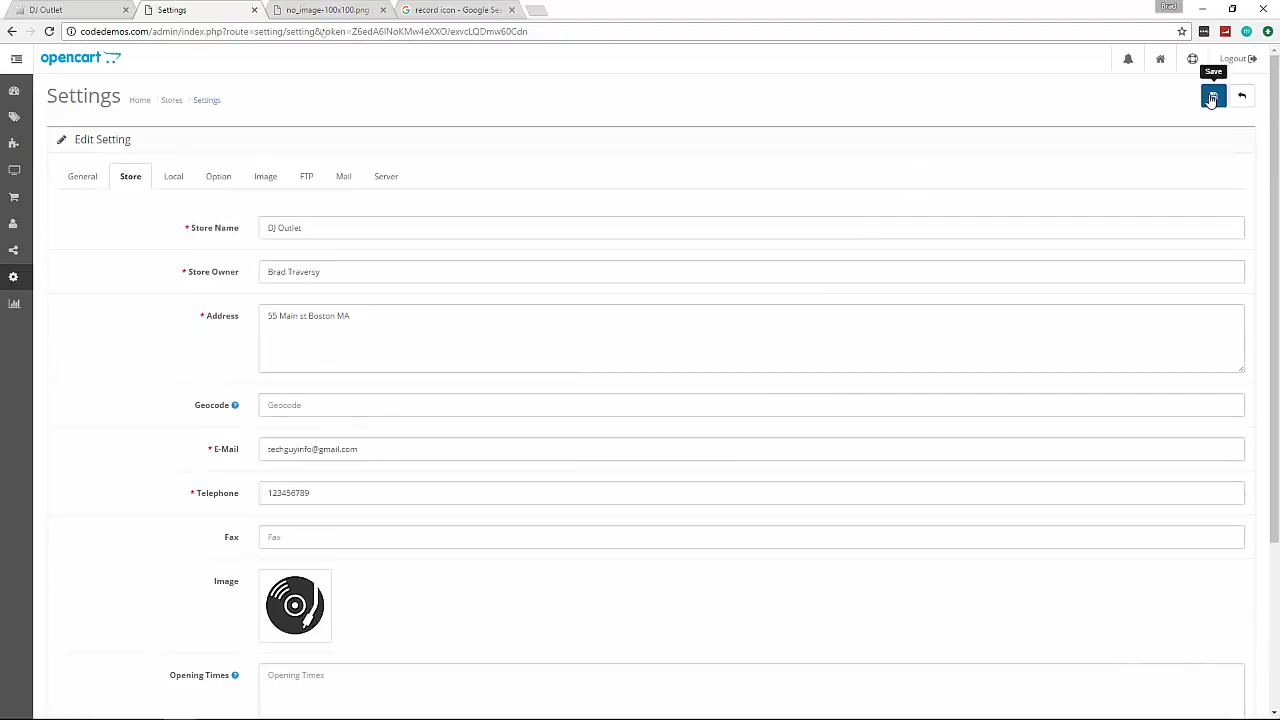 DJ Outlet
Settings
no_image-100x100.png
record icon - Google Se
Brad
codedemos.com/admin/index.php?route=setting/setting&token=Z6edA6lNoKMw4eXXOJexvcLQDmw60Cdn
opencart
Logout
Save
Settings
Home / Stores / Settings
Edit Setting
General Store Local Option Image FTP Mail Server
* Store Name DJ Outlet
* Store Owner Brad Traversy
* Address 55 Main st Boston MA
Geocode Geocode
* E-Mail techguyinfo@gmail.com
* Telephone 123456789
Fax Fax
Image
Opening Times Opening Times